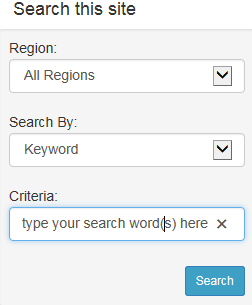 Search this site
Region:
All Regions
Search By:
Keyword
Criteria:
type your search word(s) here
Search